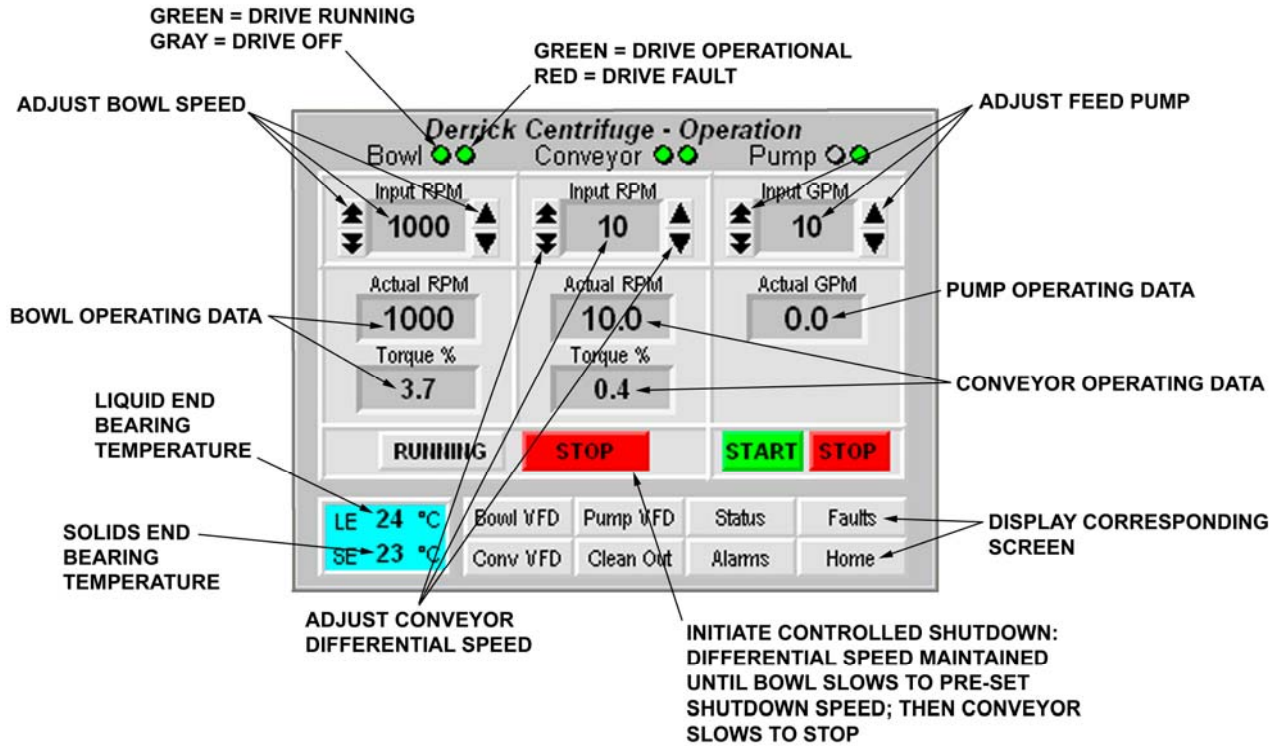 GREEN = DRIVE RUNNING
GRAY = DRIVE OFF
GREEN = DRIVE OPERATIONAL
RED = DRIVE FAULT
ADJUST BOWL SPEED
ADJUST FEED PUMP
Derrick Centrifuge - Operation
Bowl Conveyor Pump
Input RPM Input RPM Input GPM
1000 10 10
Actual RPM Actual RPM Actual GPM
1000 10.0 0.0
Torque % Torque %
3.7 0.4
BOWL OPERATING DATA
PUMP OPERATING DATA
CONVEYOR OPERATING DATA
LIQUID END
BEARING
TEMPERATURE
RUNNING STOP START STOP
LE 24 °C Bowl VFD Pump VFD Status Faults
SE 23 °C Conv VFD Clean Out Alarms Home
SOLIDS END
BEARING
TEMPERATURE
DISPLAY CORRESPONDING
SCREEN
ADJUST CONVEYOR
DIFFERENTIAL SPEED
INITIATE CONTROLLED SHUTDOWN:
DIFFERENTIAL SPEED MAINTAINED
UNTIL BOWL SLOWS TO PRE-SET
SHUTDOWN SPEED; THEN CONVEYOR
SLOWS TO STOP